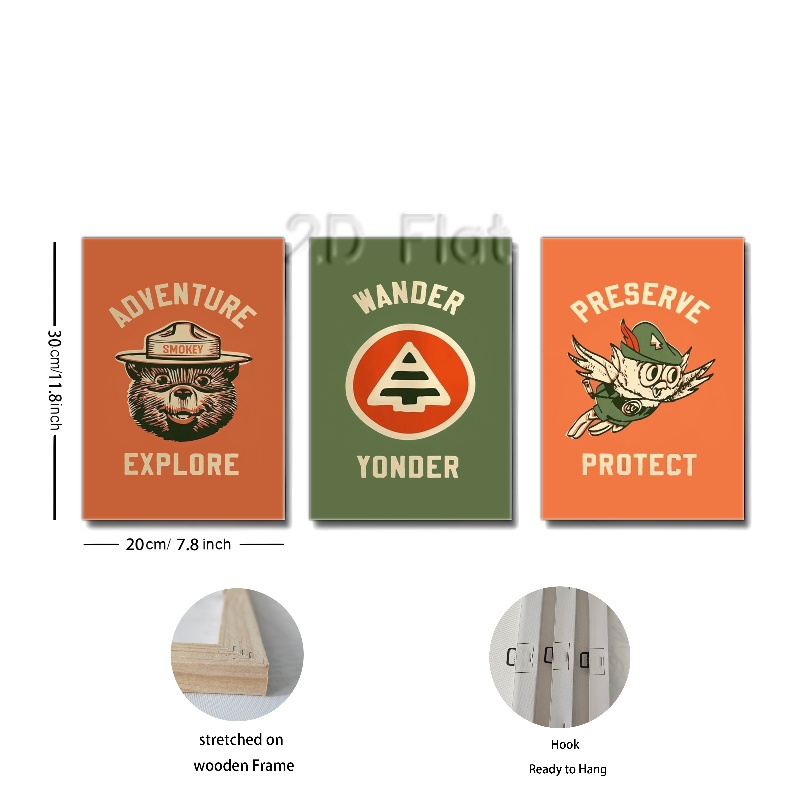 2D Flat
ADVENTURE
SMOKEY
EXPLORE
WANDER
YONDER
PRESERVE
PROTECT
30cm/11.8inch
20cm/ 7.8 inch
stretched on
wooden Frame
Hook
Ready to Hang